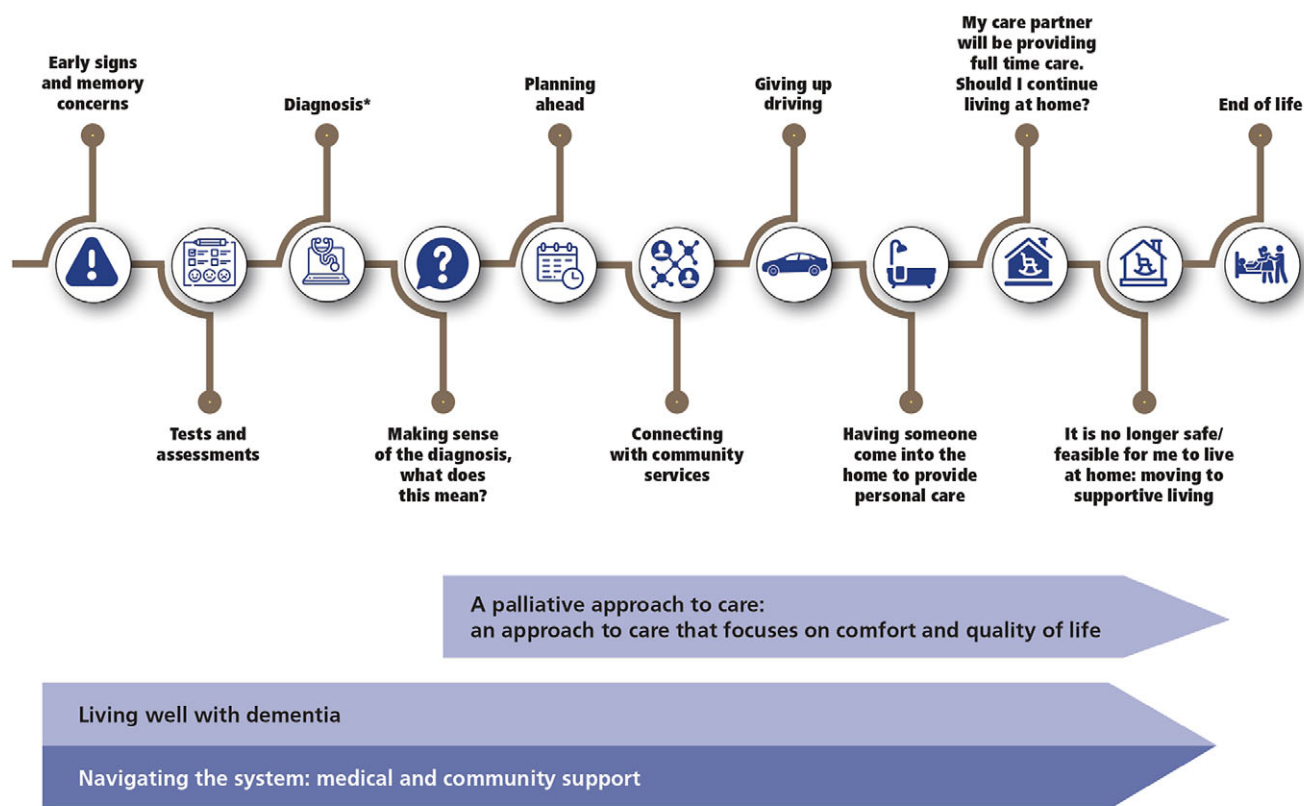 Early signs
and memory
concerns
Tests and
assessments
Diagnosis*
Making sense
of the diagnosis,
what does
this mean?
Planning
ahead
Connecting
with community
services
Giving up
driving
Having someone
come into the
home to provide
personal care
My care partner
will be providing
full time care.
Should I continue
living at home?
It is no longer safe/
feasible for me to live
at home: moving to
supportive living
End of life
A palliative approach to care:
an approach to care that focuses on comfort and quality of life
Living well with dementia
Navigating the system: medical and community support